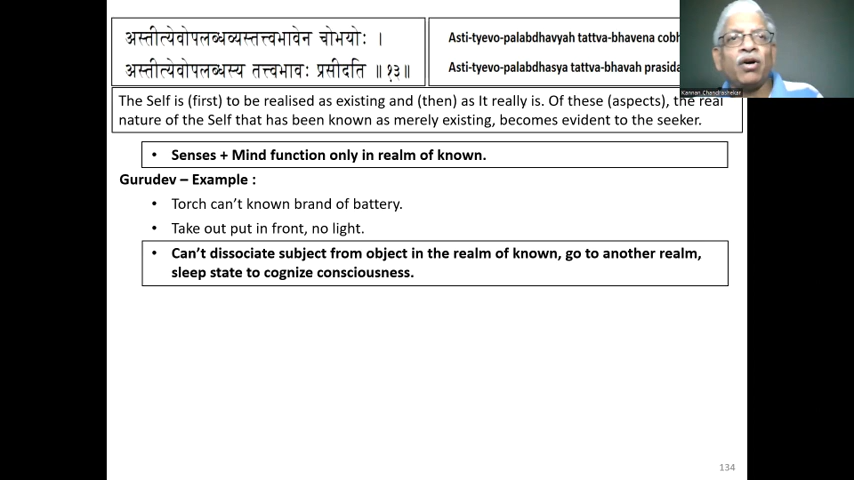 अस्तीत्येवोपलब्धव्यस्तत्त्वभावेन चोभयोः ।
अस्तीत्येवोपलब्धस्य तत्त्वभावः प्रसीदति ॥ १३॥
Asti-tyevo-palabdhavyah tattva-bhavena
Asti-tyevo-palabdhasya tattva-bhavah
Kannan_Chandrashekar
The Self is (first) to be realised as existing and (then) as It really is. Of these (aspects), the real
nature of the Self that has been known as merely existing, becomes evident to the seeker.
• Senses + Mind function only in realm of known.
Gurudev – Example :
• Torch can’t known brand of battery.
• Take out put in front, no light.
• Can’t dissociate subject from object in the realm of known, go to another realm,
sleep state to cognize consciousness.
134